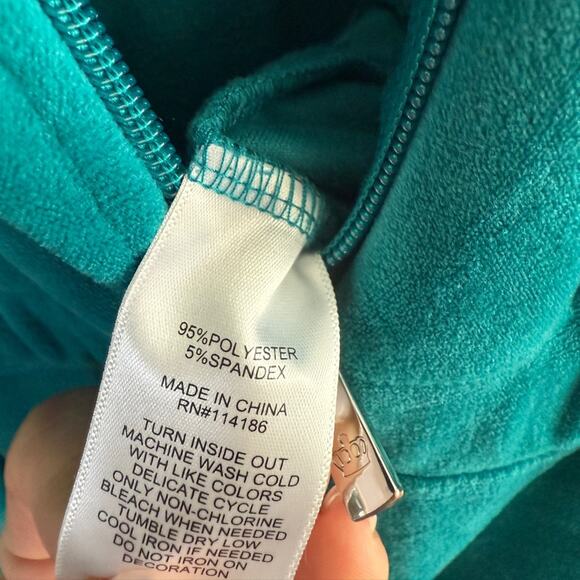 95%POLYESTER
5%SPANDEX
MADE IN CHINA
RN#114186
TURN INSIDE OUT
MACHINE WASH COLD
WITH LIKE COLORS
DELICATE CYCLE
ONLY NON-CHLORINE
BLEACH WHEN NEEDED
TUMBLE DRY LOW
COOL IRON IF NEEDED
DO NOT IRON ON
DECORATION